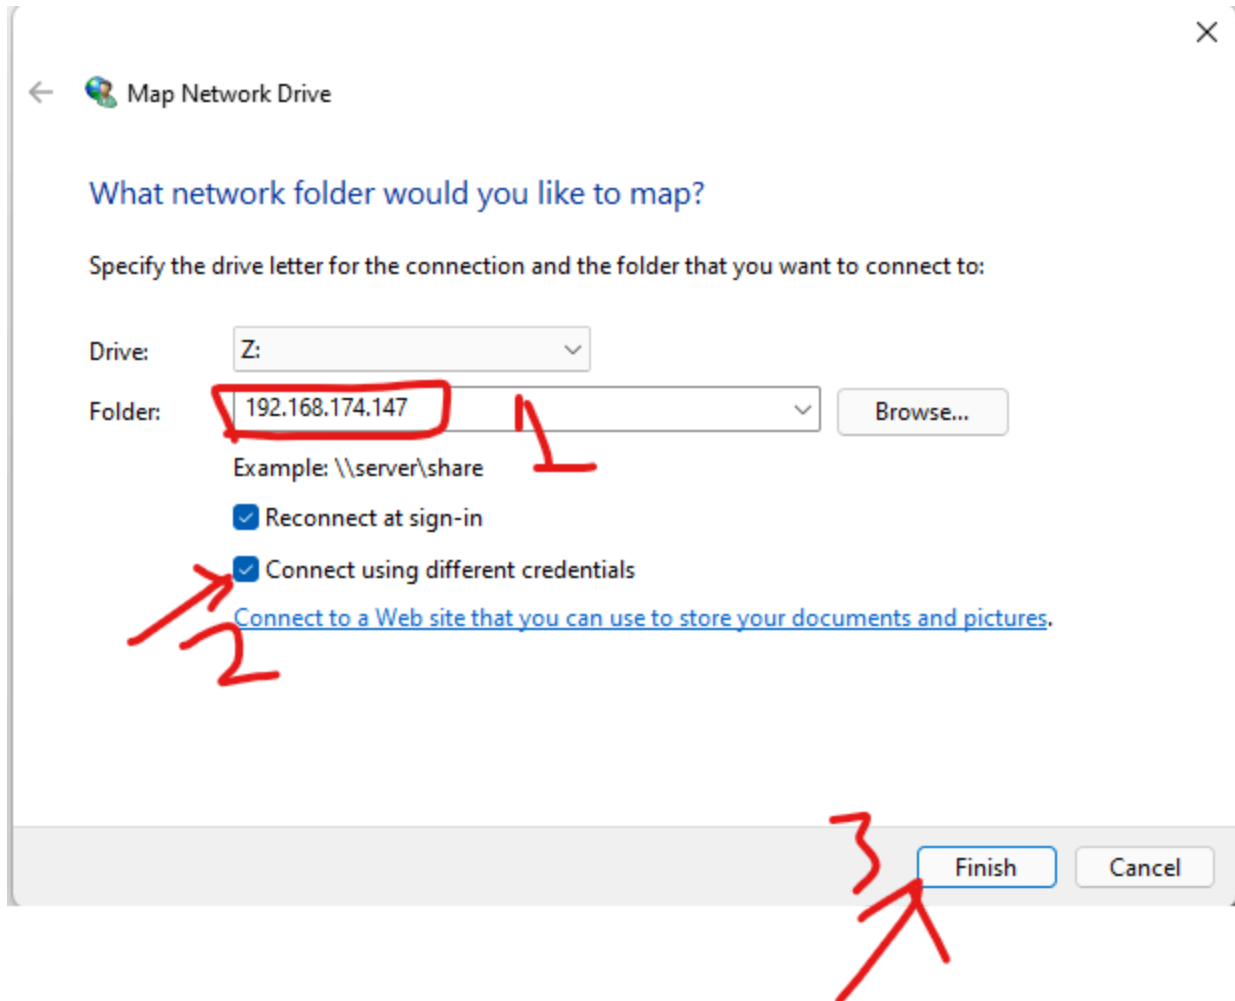 Map Network Drive
What network folder would you like to map?
Specify the drive letter for the connection and the folder that you want to connect to:
Drive: Z:
Folder: 192.168.174.147 1 Browse...
Example: \\server\share
Reconnect at sign-in
Connect using different credentials
Connect to a Web site that you can use to store your documents and pictures.
2
3
Finish Cancel